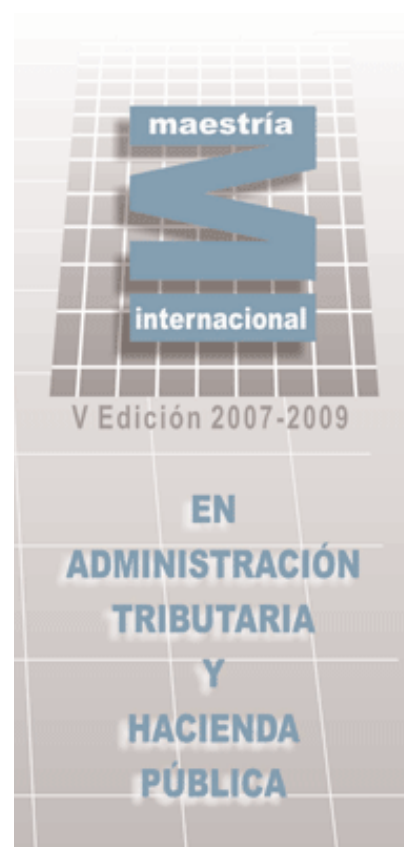 maestría
internacional
V Edición 2007-2009
EN
ADMINISTRACIÓN
TRIBUTARIA
Y
HACIENDA
PÚBLICA